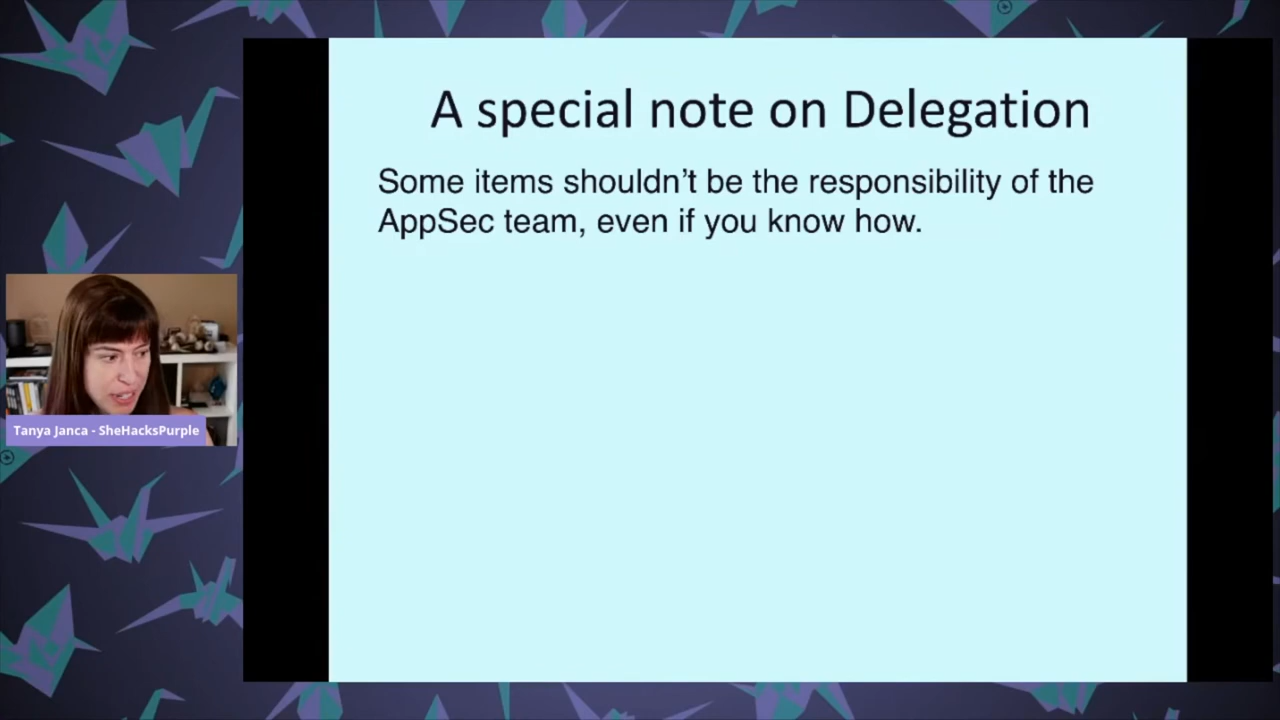 A special note on Delegation
Some items shouldn’t be the responsibility of the
AppSec team, even if you know how.
Tanya Janca - SheHacksPurple